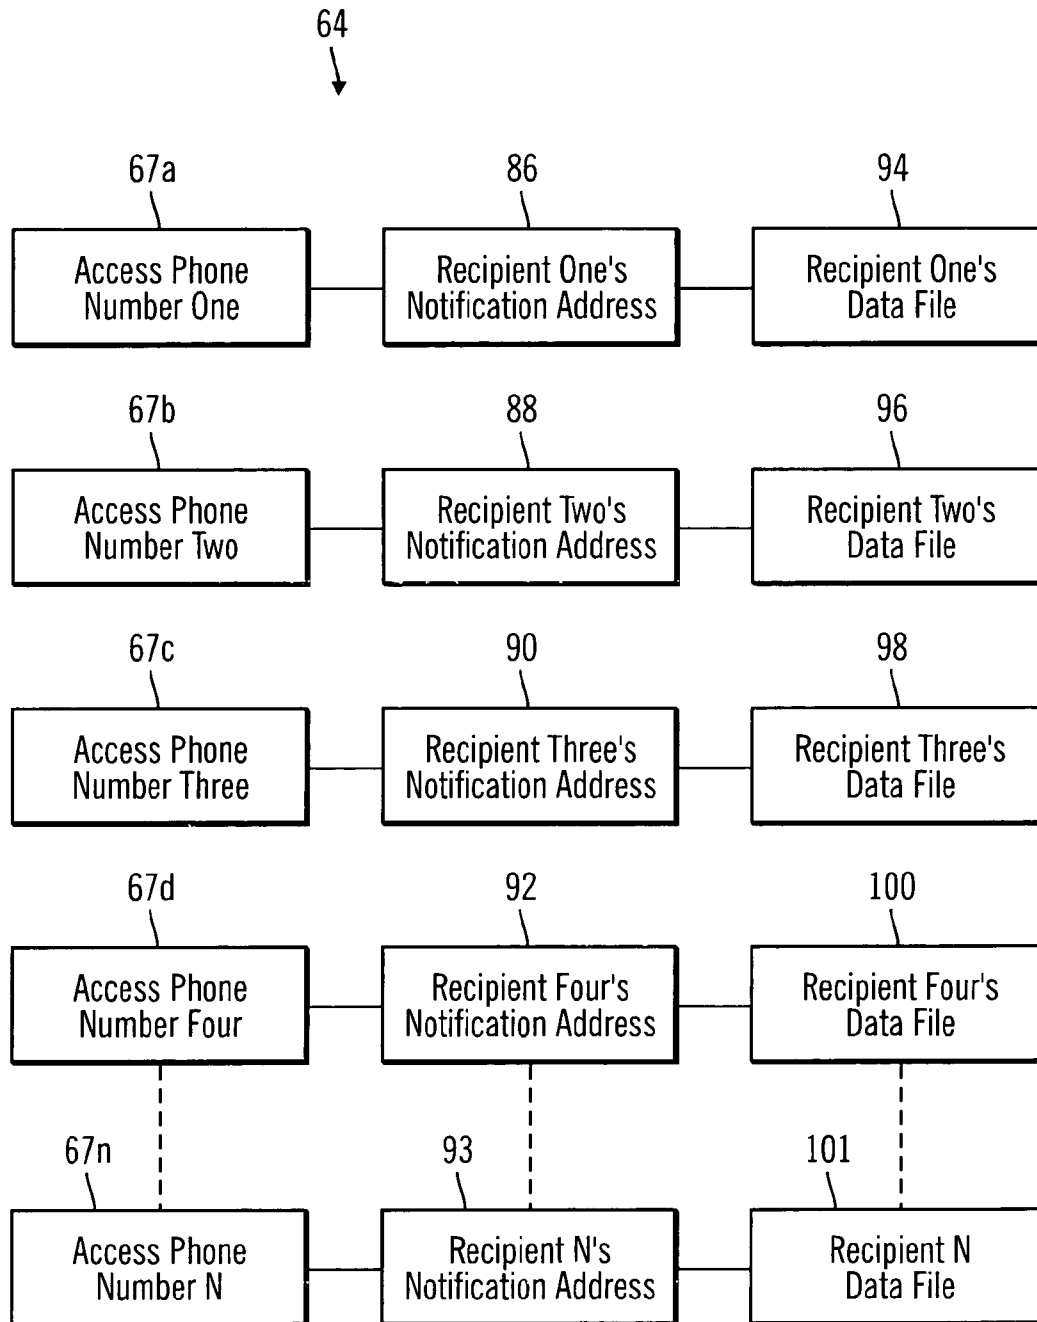 64
67a
86
94
Access Phone
Number One
Recipient One's
Notification Address
Recipient One's
Data File
67b
88
96
Access Phone
Number Two
Recipient Two's
Notification Address
Recipient Two's
Data File
67c
90
98
Access Phone
Number Three
Recipient Three's
Notification Address
Recipient Three's
Data File
67d
92
100
Access Phone
Number Four
Recipient Four's
Notification Address
Recipient Four's
Data File
67n
93
101
Access Phone
Number N
Recipient N's
Notification Address
Recipient N
Data File